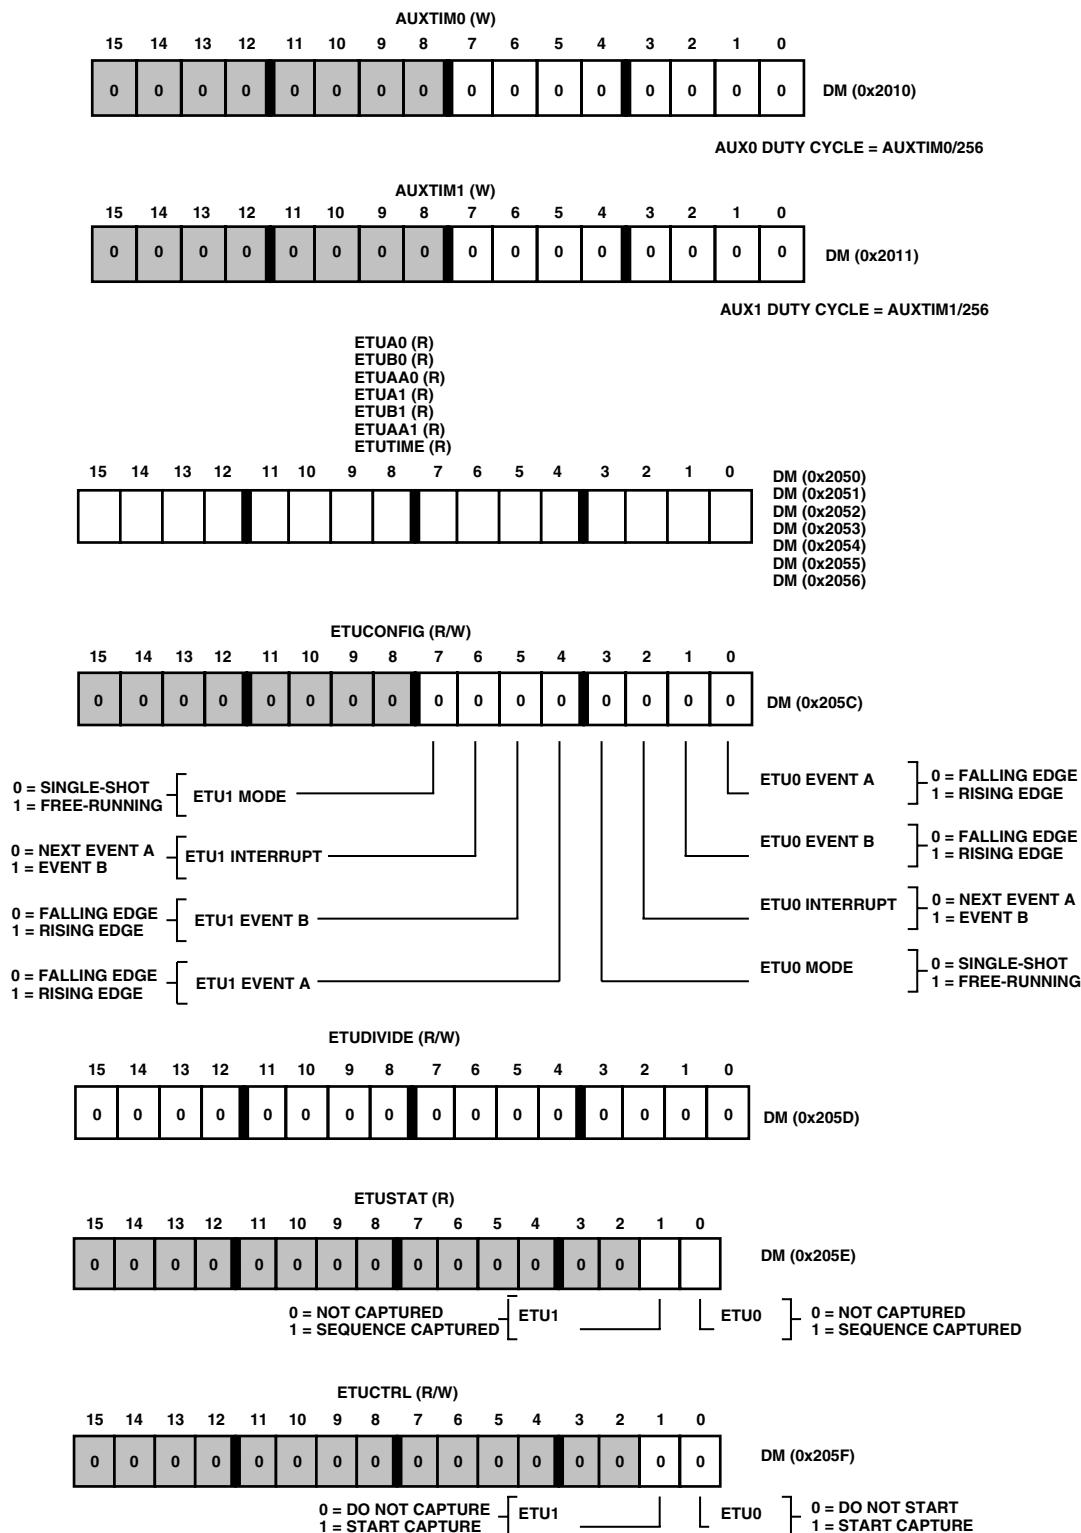 AUXTIM0 (W)
15 14 13 12 11 10 9 8 7 6 5 4 3 2 1 0
0 0 0 0 0 0 0 0 0 0 0 0 0 0 0 0 DM (0x2010)
AUX0 DUTY CYCLE = AUXTIM0/256
AUXTIM1 (W)
15 14 13 12 11 10 9 8 7 6 5 4 3 2 1 0
0 0 0 0 0 0 0 0 0 0 0 0 0 0 0 0 DM (0x2011)
AUX1 DUTY CYCLE = AUXTIM1/256
ETUA0 (R)
ETUB0 (R)
ETUAA0 (R)
ETUA1 (R)
ETUB1 (R)
ETUAA1 (R)
ETUTIME (R)
15 14 13 12 11 10 9 8 7 6 5 4 3 2 1 0
DM (0x2050)
DM (0x2051)
DM (0x2052)
DM (0x2053)
DM (0x2054)
DM (0x2055)
DM (0x2056)
ETUCONFIG (R/W)
15 14 13 12 11 10 9 8 7 6 5 4 3 2 1 0
0 0 0 0 0 0 0 0 0 0 0 0 0 0 0 0 DM (0x205C)
0 = SINGLE-SHOT
1 = FREE-RUNNING
ETU1 MODE
0 = NEXT EVENT A
1 = EVENT B
ETU1 INTERRUPT
0 = FALLING EDGE
1 = RISING EDGE
ETU1 EVENT B
0 = FALLING EDGE
1 = RISING EDGE
ETU1 EVENT A
ETU0 EVENT A
0 = FALLING EDGE
1 = RISING EDGE
ETU0 EVENT B
0 = FALLING EDGE
1 = RISING EDGE
ETU0 INTERRUPT
0 = NEXT EVENT A
1 = EVENT B
ETU0 MODE
0 = SINGLE-SHOT
1 = FREE-RUNNING
ETUDIVIDE (R/W)
15 14 13 12 11 10 9 8 7 6 5 4 3 2 1 0
0 0 0 0 0 0 0 0 0 0 0 0 0 0 0 0 DM (0x205D)
ETUSTAT (R)
15 14 13 12 11 10 9 8 7 6 5 4 3 2 1 0
0 0 0 0 0 0 0 0 0 0 0 0 0 0 DM (0x205E)
0 = NOT CAPTURED
1 = SEQUENCE CAPTURED
ETU1
ETU0
0 = NOT CAPTURED
1 = SEQUENCE CAPTURED
ETUCTRL (R/W)
15 14 13 12 11 10 9 8 7 6 5 4 3 2 1 0
0 0 0 0 0 0 0 0 0 0 0 0 0 0 0 0 DM (0x205F)
0 = DO NOT CAPTURE
1 = START CAPTURE
ETU1
ETU0
0 = DO NOT START
1 = START CAPTURE